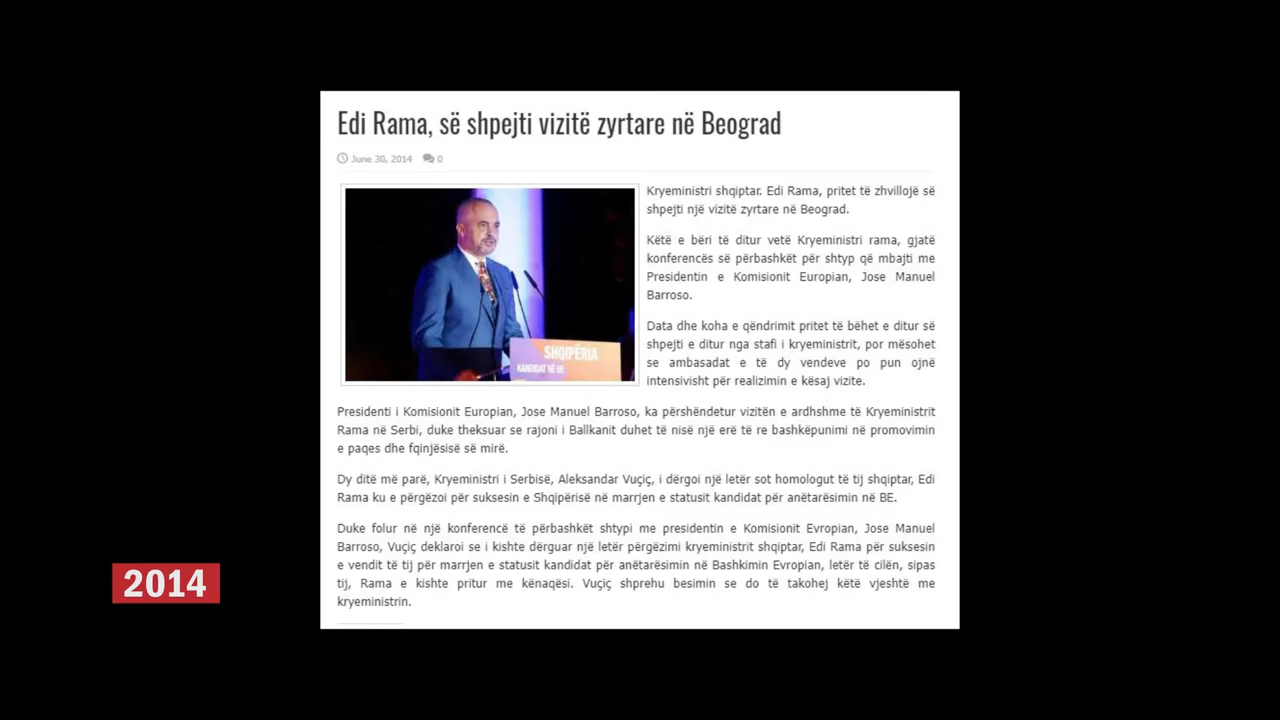 Edi Rama, së shpejti vizitë zyrtare në Beograd
June 30, 2014 0
Kryeministri shqiptar. Edi Rama, pritet të zhvillojë së
shpejti një vizitë zyrtare në Beograd.
Këtë e bëri të ditur vetë Kryeministri rama, gjatë
konferencës së përbashkët për shtyp që mbajti me
Presidentin e Komisionit Europian, Jose Manuel
Barroso.
Data dhe koha e qëndrimit pritet të bëhet e ditur së
shpejti e ditur nga stafi i kryeministrit, por mësohet
se ambasadat e të dy vendeve po pun ojnë
intensivisht për realizimin e kësaj vizite.
SHQIPËRIA
KANDIDAT NË BE
Presidenti i Komisionit Europian, Jose Manuel Barroso, ka përshëndetur vizitën e ardhshme të Kryeministrit
Rama në Serbi, duke theksuar se rajoni i Ballkanit duhet të nisë një erë të re bashkëpunimi në promovimin
e paqes dhe fqinjësisë së mirë.
Dy ditë më parë, Kryeministri i Serbisë, Aleksandar Vuçiç, i dërgoi një letër sot homologut të tij shqiptar, Edi
Rama ku e përgëzoi për suksesin e Shqipërisë në marrjen e statusit kandidat për anëtarësimin në BE.
Duke folur në një konferencë të përbashkët shtypi me presidentin e Komisionit Evropian, Jose Manuel
Barroso, Vuçiç deklaroi se i kishte dërguar një letër përgëzimi kryeministrit shqiptar, Edi Rama për suksesin
e vendit të tij për marrjen e statusit kandidat për anëtarësimin në Bashkimin Evropian, letër të cilën, sipas
tij, Rama e kishte pritur me kënaqësi. Vuçiç shprehu besimin se do të takohej këtë vjeshtë me
kryeministrin.
2014